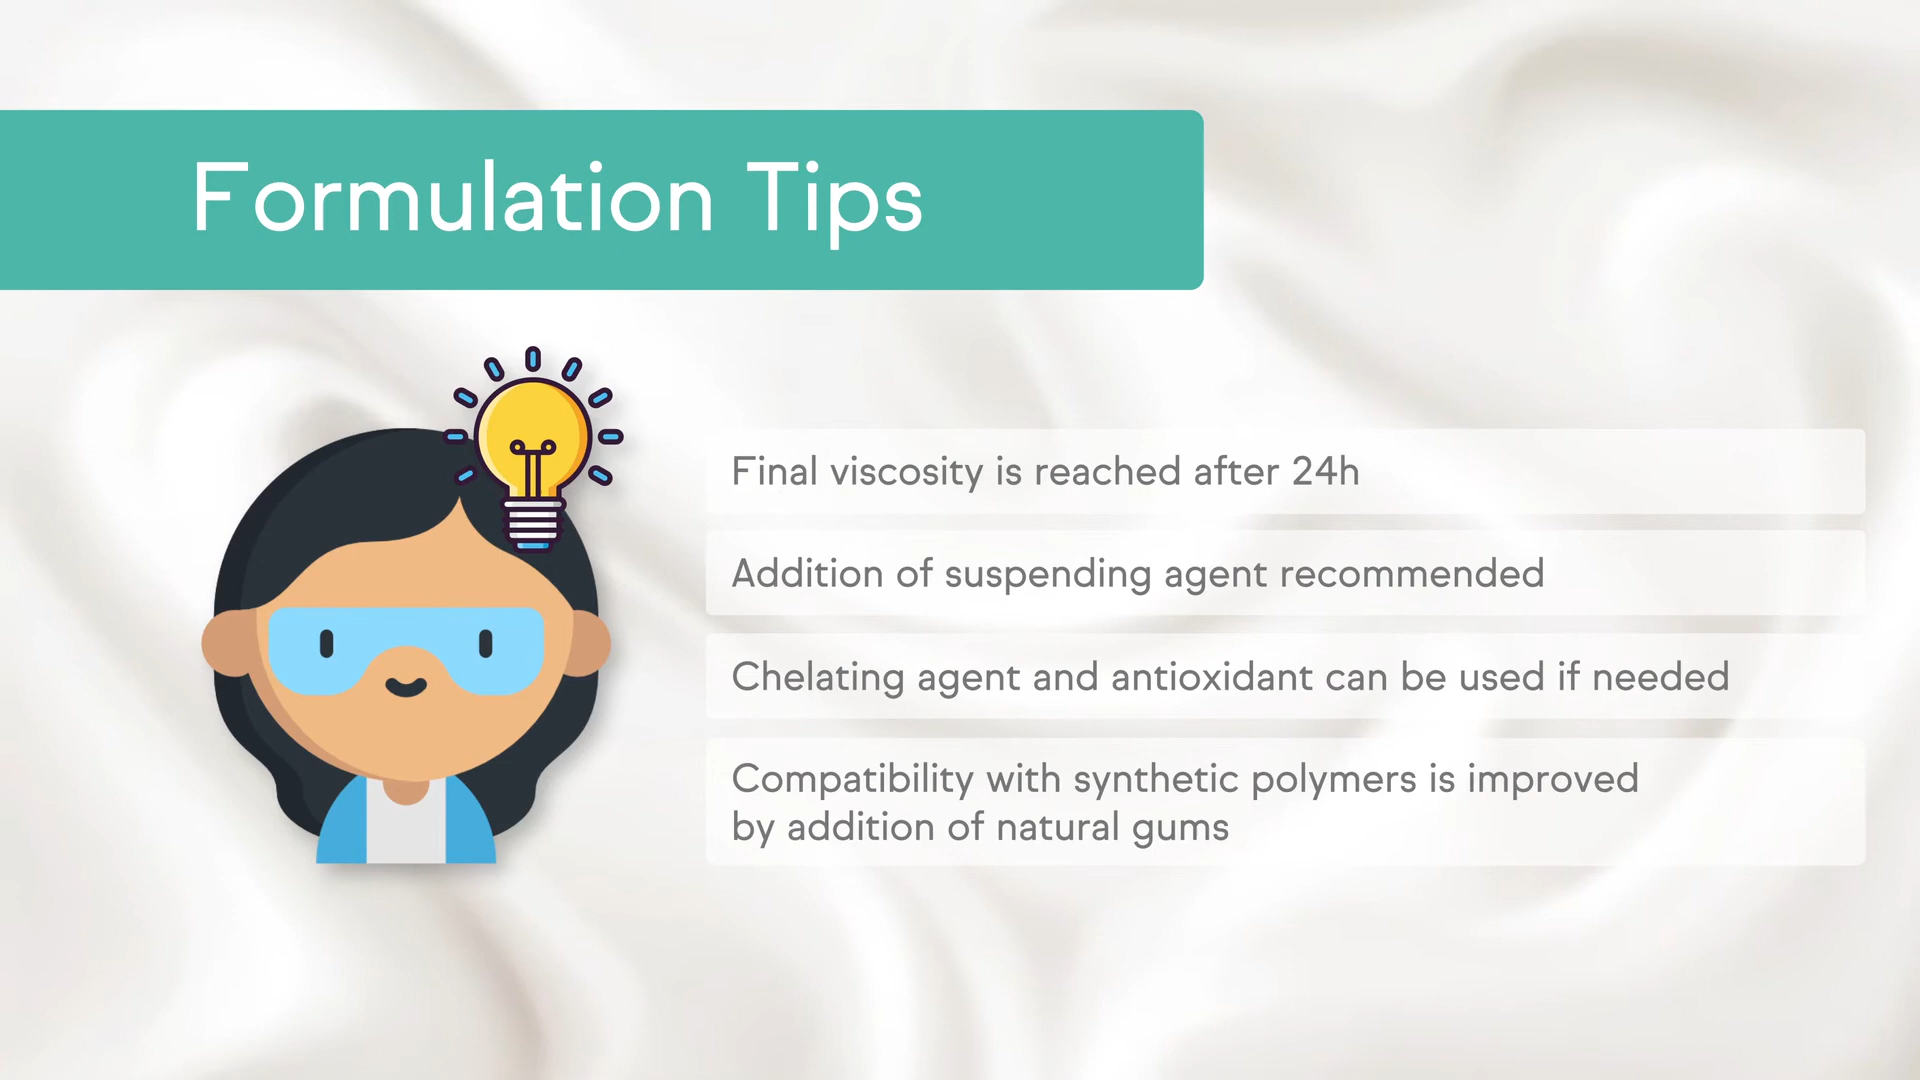 Formulation Tips
Final viscosity is reached after 24h
Addition of suspending agent recommended
Chelating agent and antioxidant can be used if needed
Compatibility with synthetic polymers is improved
by addition of natural gums